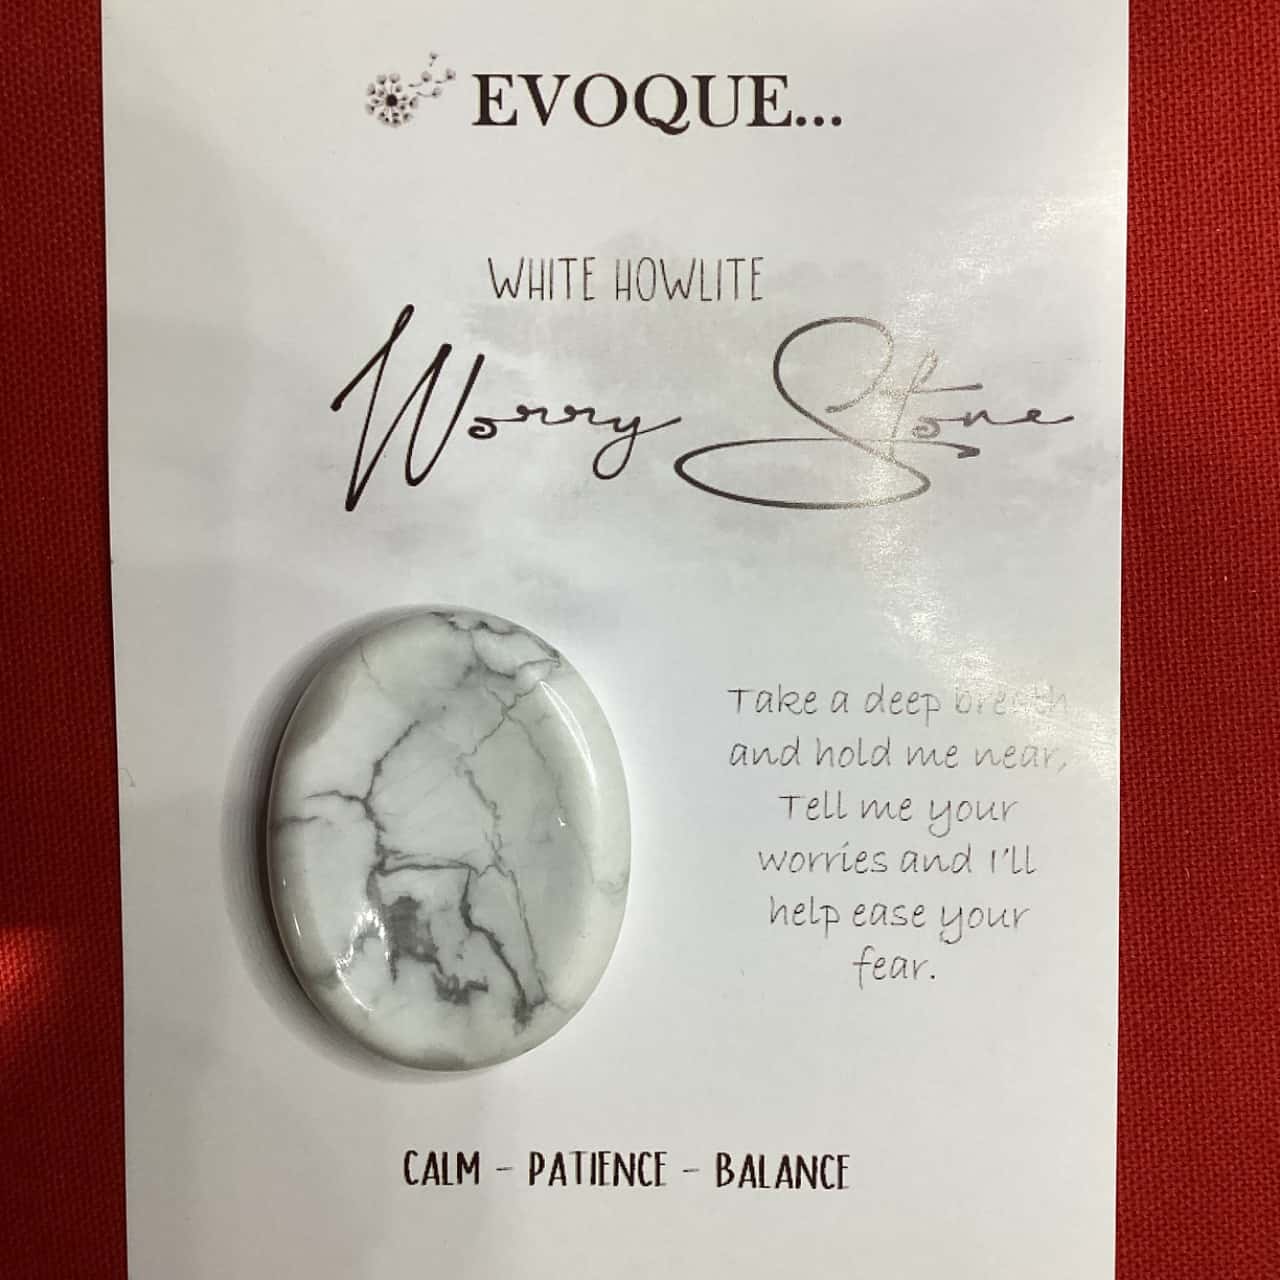 EVOQUE...
WHITE HOWLITE
Worry Stone
Take a deep breath
and hold me near,
Tell me your
worries and I'll
help ease your
fear.
CALM - PATIENCE - BALANCE